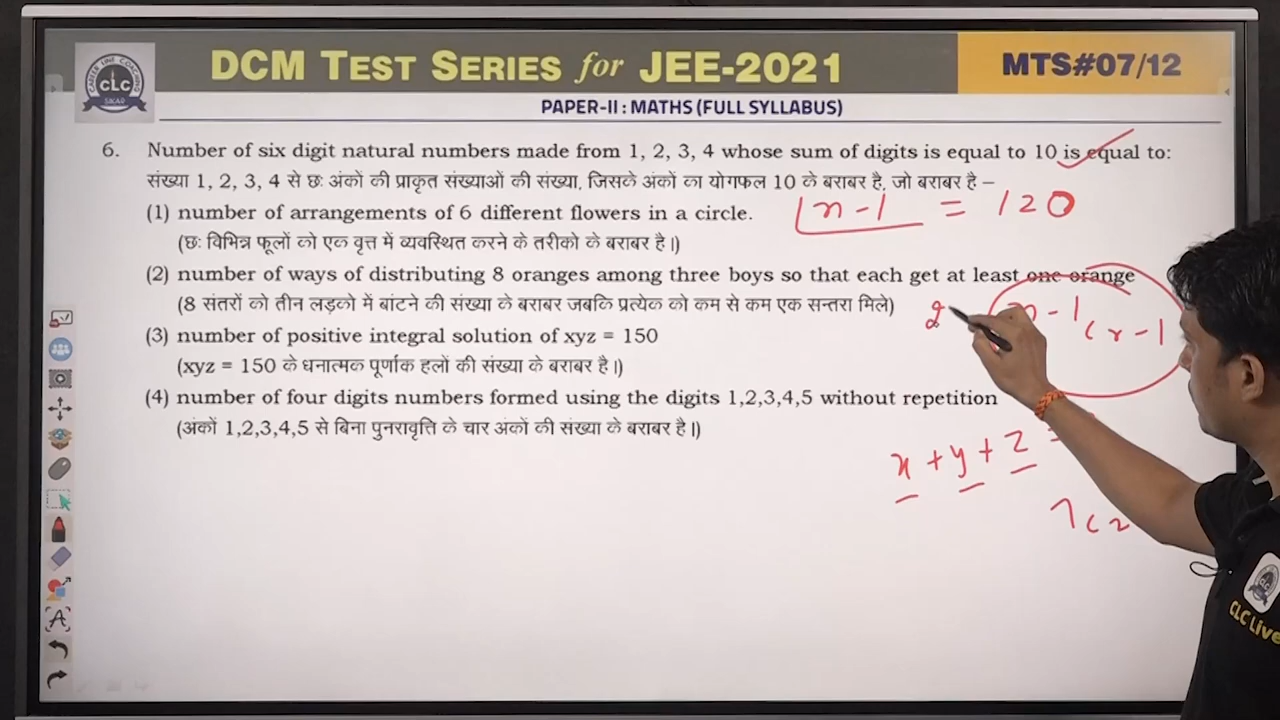 CAREER LINE COACHING
CLC
SIKAR
DCM TEST SERIES for JEE-2021
MTS#07/12
PAPER-II : MATHS (FULL SYLLABUS)
6. Number of six digit natural numbers made from 1, 2, 3, 4 whose sum of digits is equal to 10 is equal to:
संख्या 1, 2, 3, 4 से छः अंकों की प्राकृत संख्याओं की संख्या, जिसके अंकों का योगफल 10 के बराबर है, जो बराबर है –
(1) number of arrangements of 6 different flowers in a circle.
n-1 = 120
(छः विभिन्न फूलों को एक वृत्त में व्यवस्थित करने के तरीको के बराबर है।)
(2) number of ways of distributing 8 oranges among three boys so that each get at least one orange
(8 संतरों को तीन लड़को में बांटने की संख्या के बराबर जबकि प्रत्येक को कम से कम एक सन्तरा मिले)
n-1 C r-1
(3) number of positive integral solution of xyz = 150
(xyz = 150 के धनात्मक पूर्णांक हलों की संख्या के बराबर है।)
(4) number of four digits numbers formed using the digits 1,2,3,4,5 without repetition
(अंकों 1,2,3,4,5 से बिना पुनरावृत्ति के चार अंकों की संख्या के बराबर है।)
x + y + z =
7C2
CLC Live